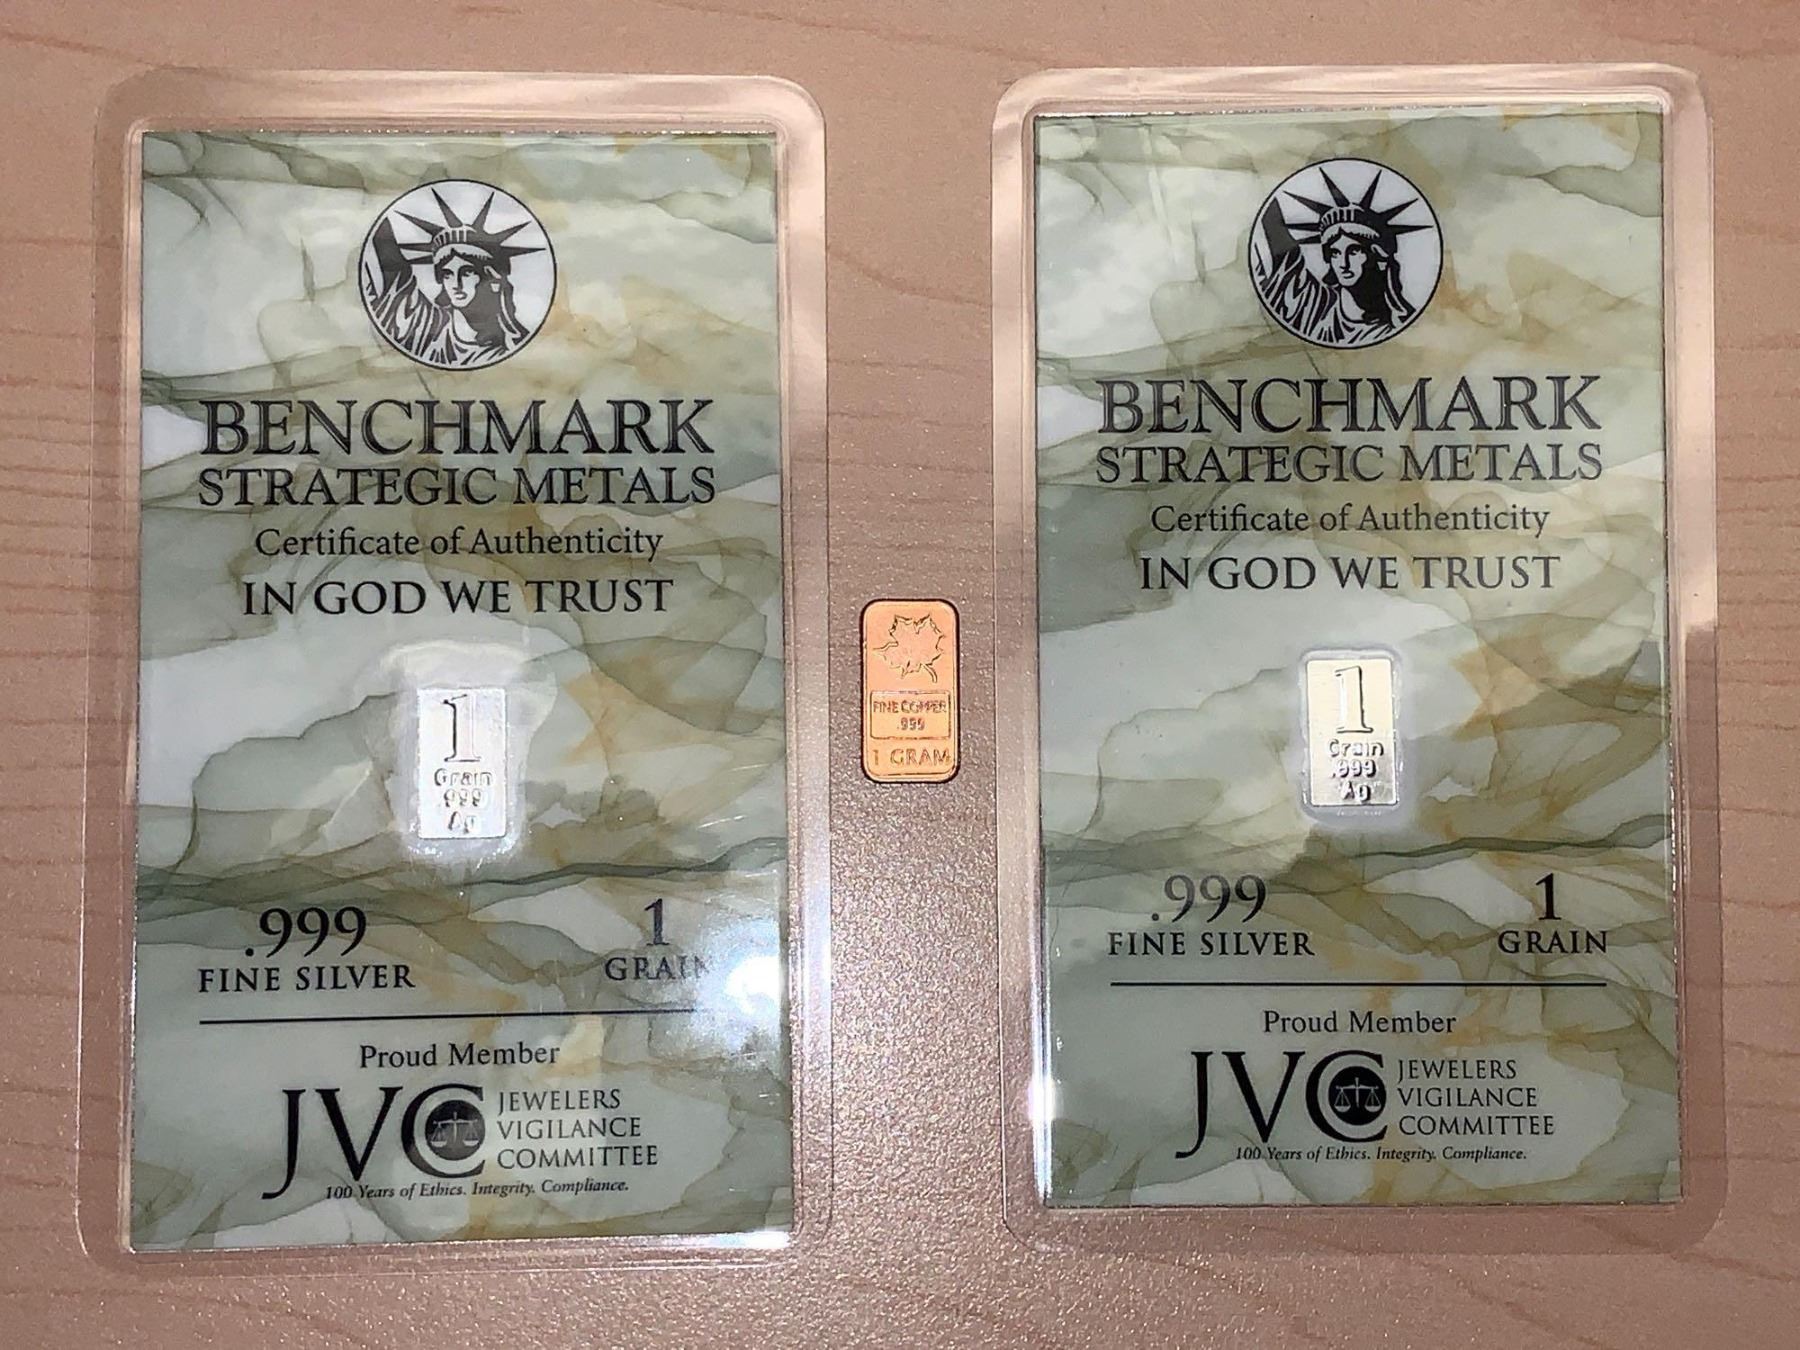 BENCHMARK
STRATEGIC METALS
Certificate of Authenticity
IN GOD WE TRUST
1
Grain
.999
Ag
.999
FINE SILVER
1
GRAIN
Proud Member
JVC
JEWELERS
VIGILANCE
COMMITTEE
100 Years of Ethics. Integrity. Compliance.
FINE COPPER
.999
1 GRAM
BENCHMARK
STRATEGIC METALS
Certificate of Authenticity
IN GOD WE TRUST
1
Grain
.999
Ag
.999
FINE SILVER
1
GRAIN
Proud Member
JVC
JEWELERS
VIGILANCE
COMMITTEE
100 Years of Ethics. Integrity. Compliance.